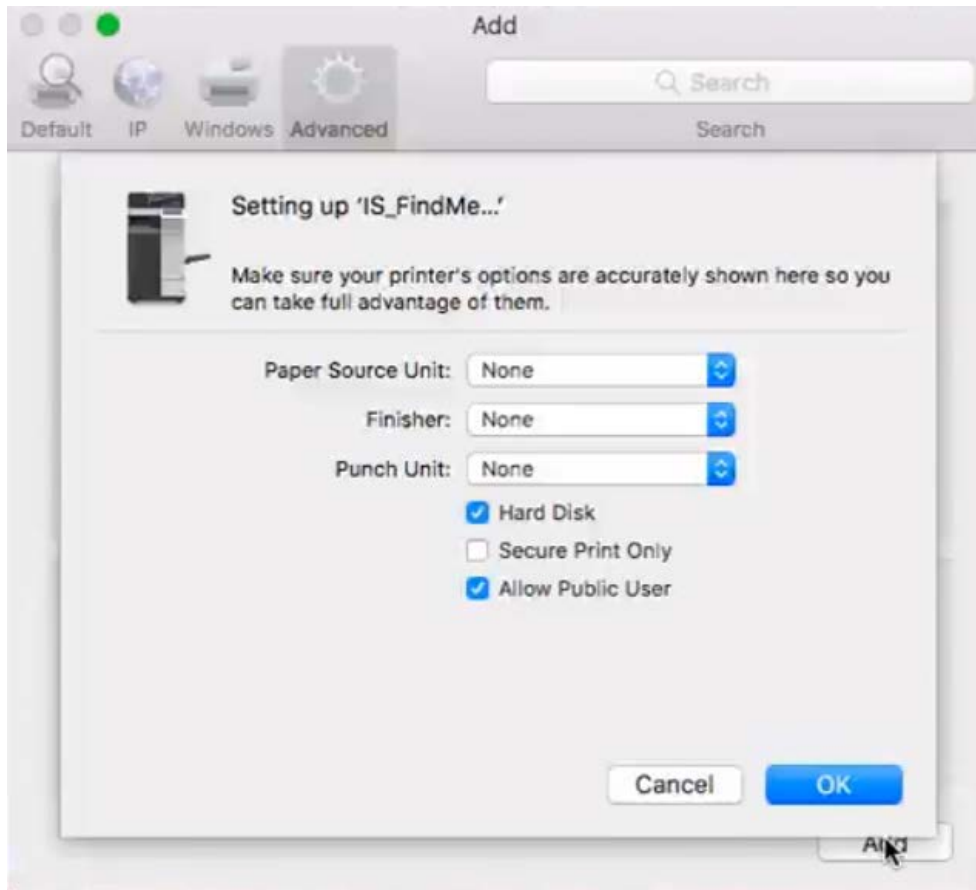 Add
Search
Default IP Windows Advanced Search
Setting up 'IS_FindMe...'
Make sure your printer's options are accurately shown here so you
can take full advantage of them.
Paper Source Unit: None
Finisher: None
Punch Unit: None
Hard Disk
Secure Print Only
Allow Public User
Cancel OK
Add